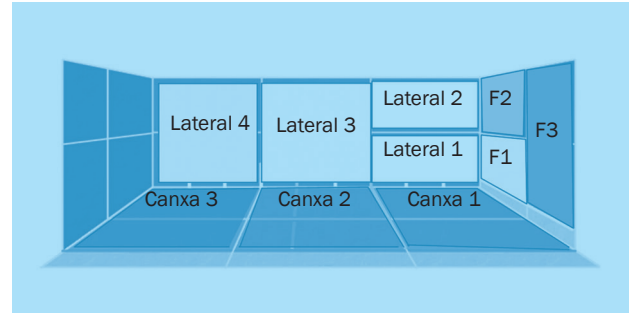 Lateral 4
Lateral 3
Lateral 2
Lateral 1
F2
F1
F3
Canxa 3
Canxa 2
Canxa 1